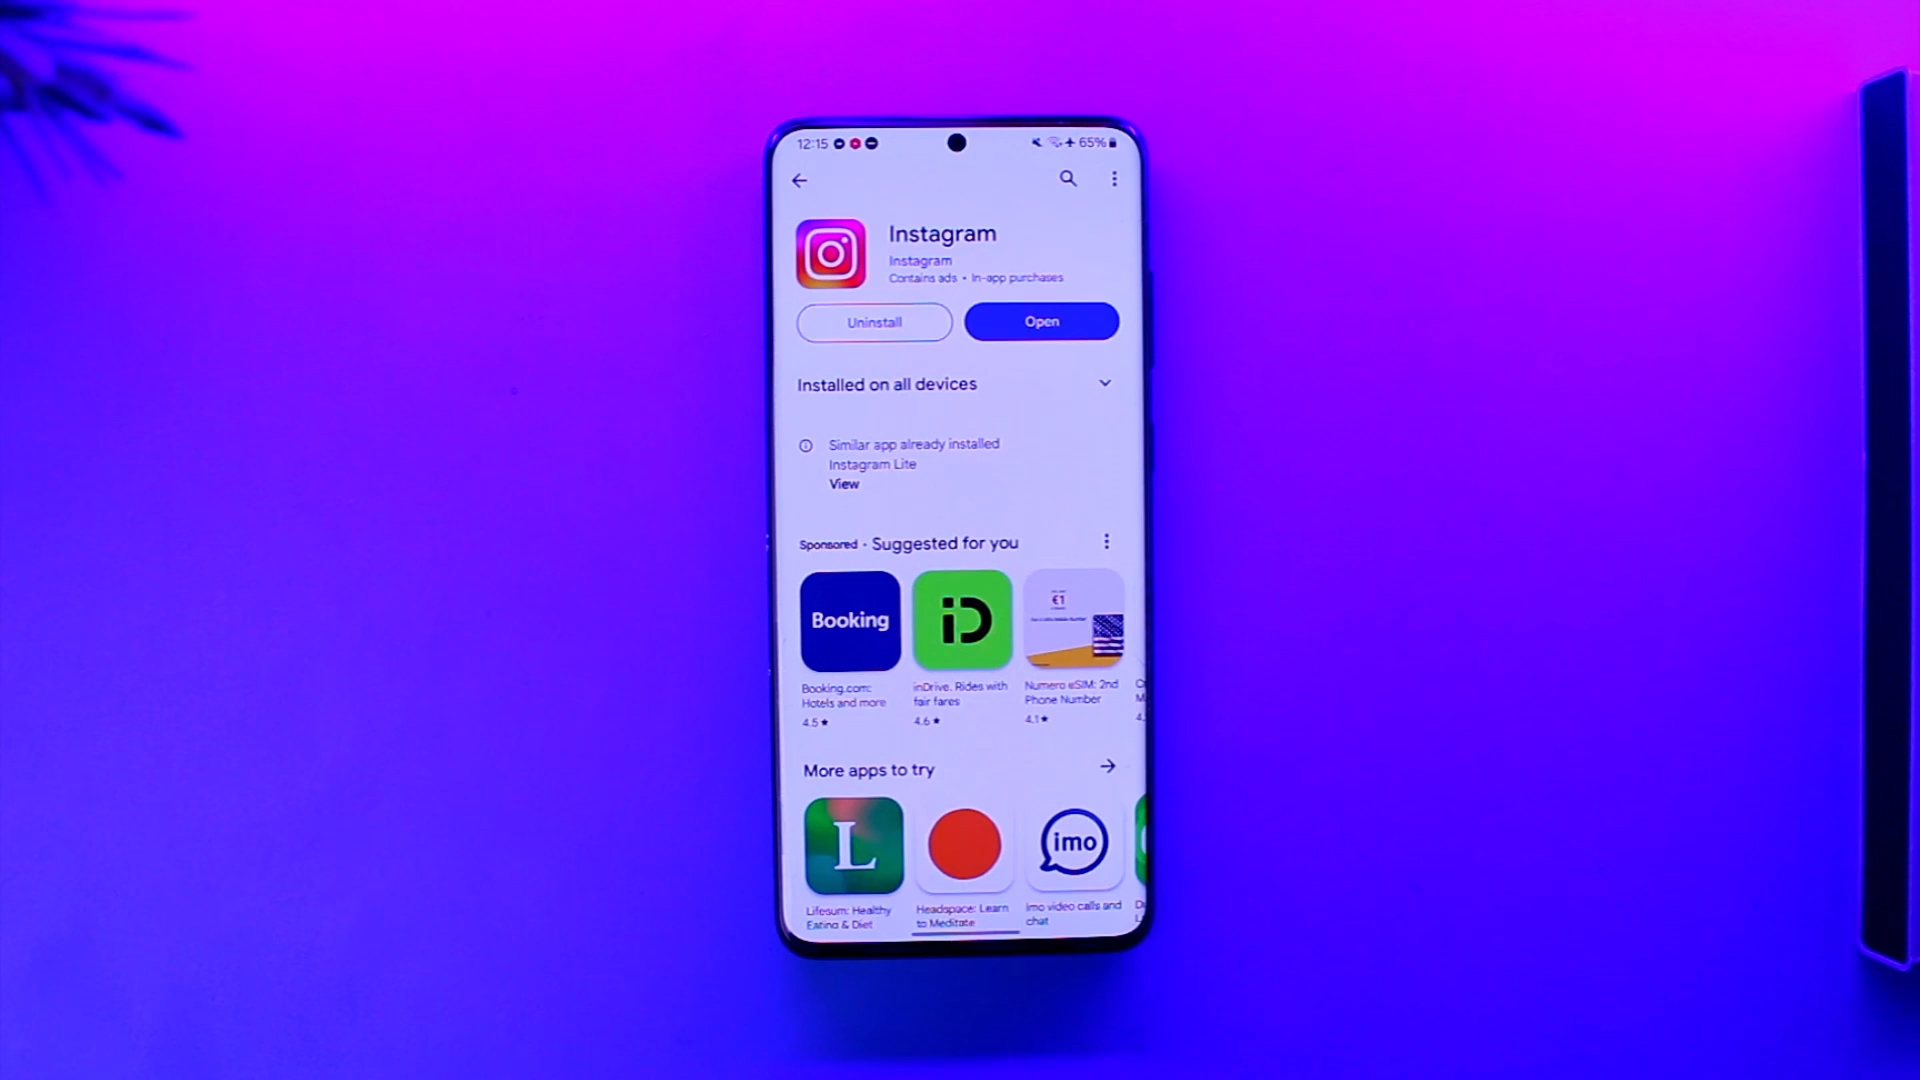 12:15 65%
Instagram
Instagram
Contains ads • In-app purchases
Uninstall Open
Installed on all devices
Similar app already installed
Instagram Lite
View
Sponsored · Suggested for you
Booking
iD
€1
Booking.com:
Hotels and more
4.5★
inDrive. Rides with
fair fares
4.6★
Numero eSIM: 2nd
Phone Number
4.1★
More apps to try
L
imo
Lifesum: Healthy
Eating & Diet
Headspace: Learn
to Meditate
imo video calls and
chat